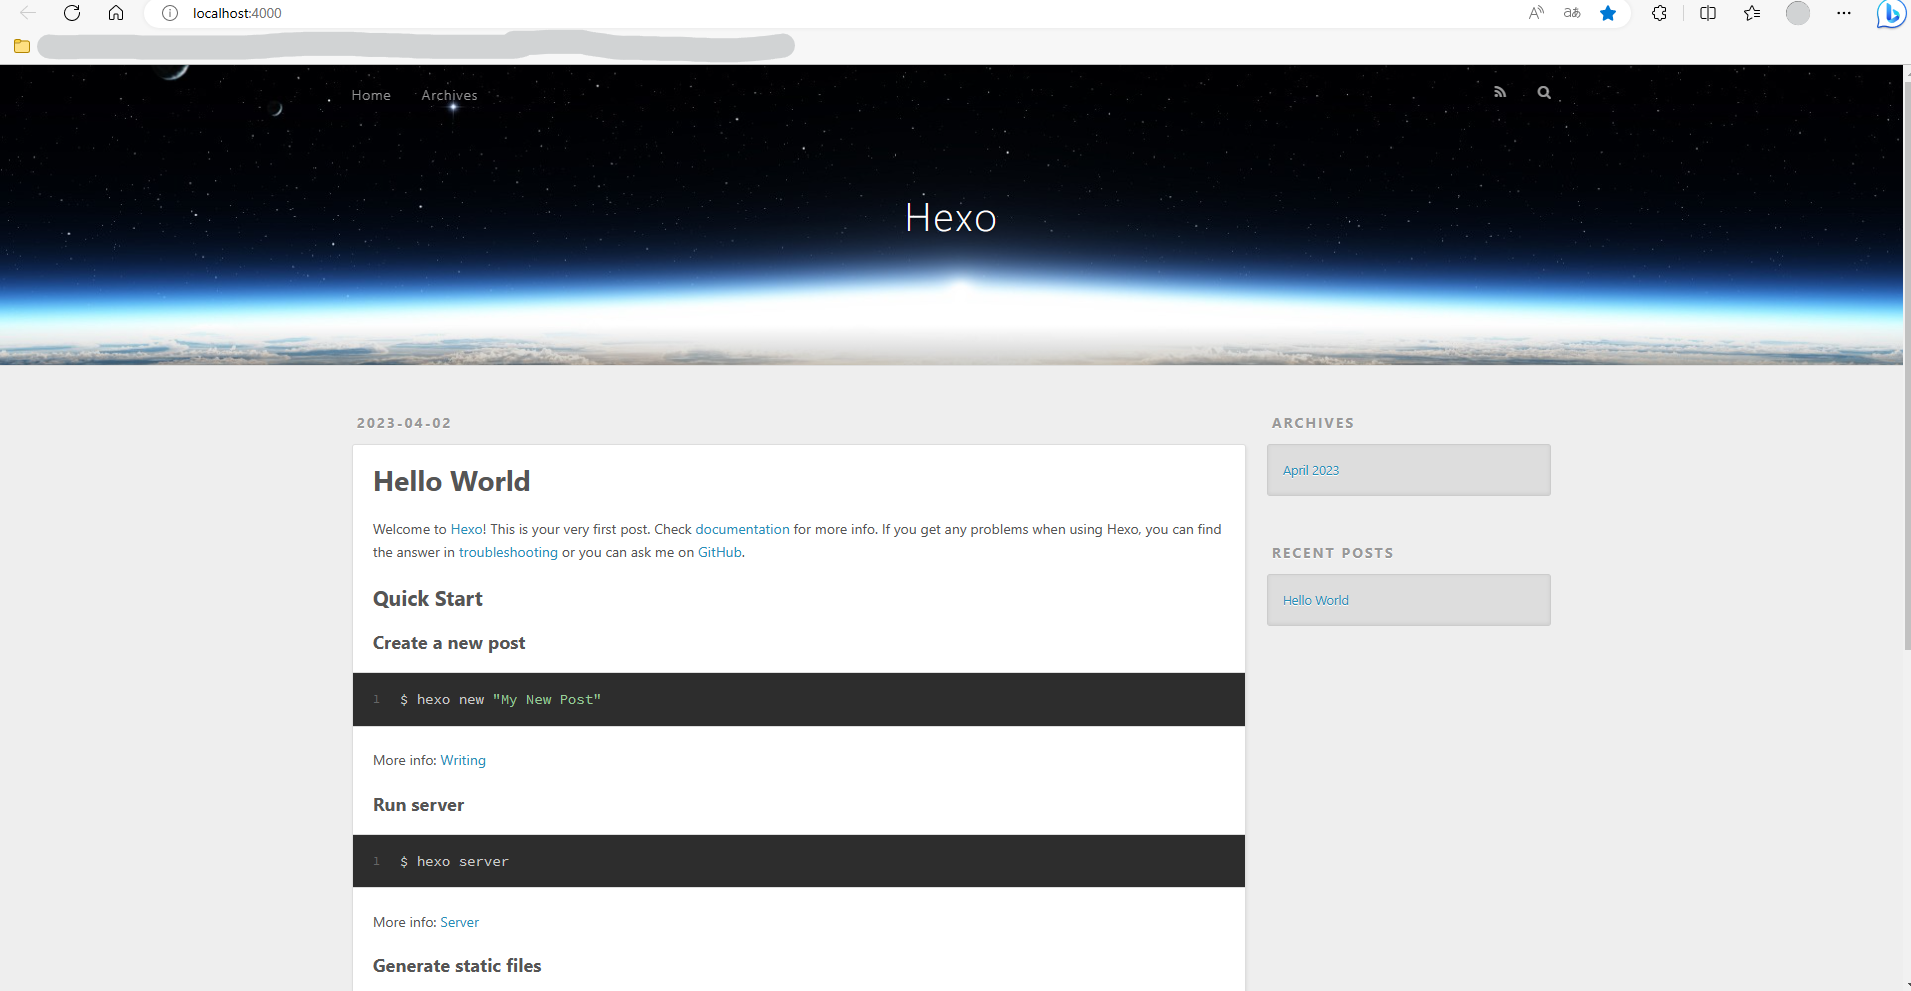 localhost:4000
Home Archives
Hexo
2023-04-02
Hello World
Welcome to Hexo! This is your very first post. Check documentation for more info. If you get any problems when using Hexo, you can find
the answer in troubleshooting or you can ask me on GitHub.
Quick Start
Create a new post
1 $ hexo new "My New Post"
More info: Writing
Run server
1 $ hexo server
More info: Server
Generate static files
ARCHIVES
April 2023
RECENT POSTS
Hello World